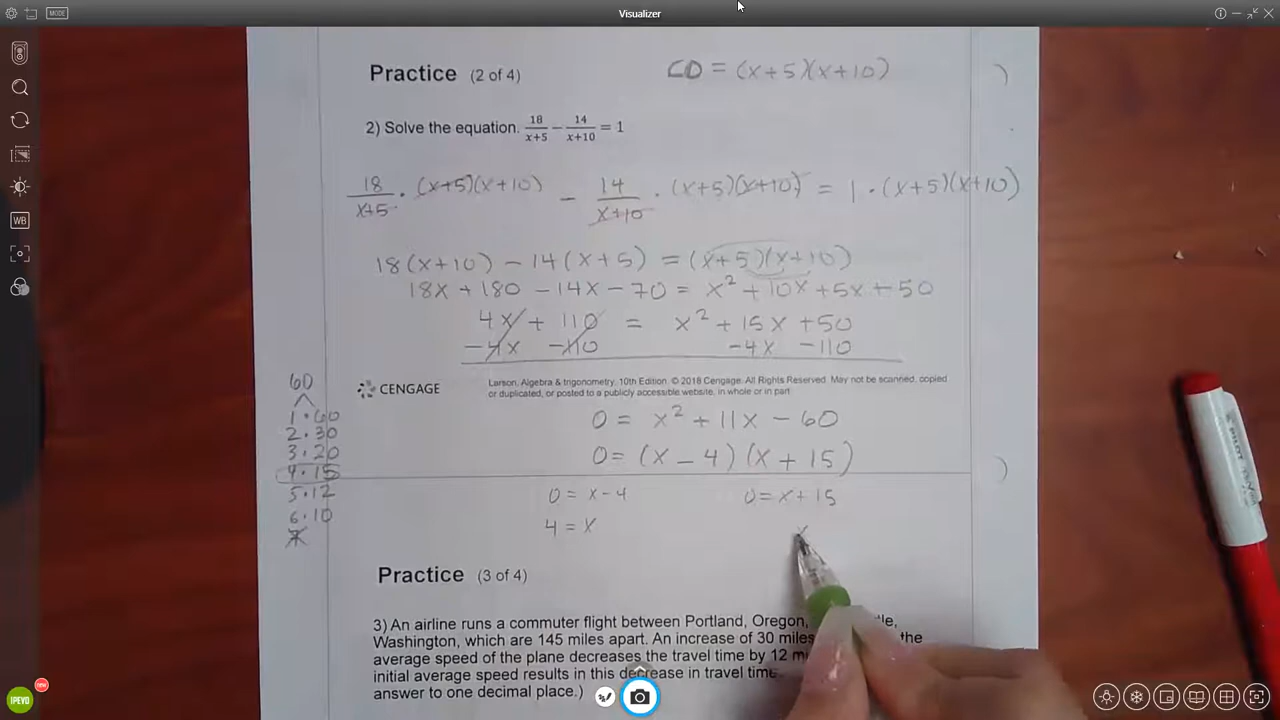 MODE
Visualizer
Practice (2 of 4)
CD = (x+5)(x+10)
2) Solve the equation. 18/(x+5) − 14/(x+10) = 1
18/(x+5) · (x+5)(x+10) − 14/(x+10) · (x+5)(x+10) = 1 · (x+5)(x+10)
18(x+10) − 14(x+5) = (x+5)(x+10)
18x + 180 − 14x − 70 = x² + 10x + 5x + 50
4x + 110 = x² + 15x + 50
−4x −110 −4x −110
60
1·60
2·30
3·20
4·15
5·12
6·10
7
CENGAGE
Larson, Algebra & trigonometry, 10th Edition. © 2018 Cengage. All Rights Reserved. May not be scanned, copied
or duplicated, or posted to a publicly accessible website, in whole or in part.
0 = x² + 11x − 60
0 = (x − 4)(x + 15)
0 = x − 4 0 = x + 15
4 = x x
Practice (3 of 4)
3) An airline runs a commuter flight between Portland, Oregon,
Washington, which are 145 miles apart. An increase of 30 miles the
average speed of the plane decreases the travel time by 12
initial average speed results in this decrease in travel time
answer to one decimal place.)
WB
IPEVO
new
PILOT